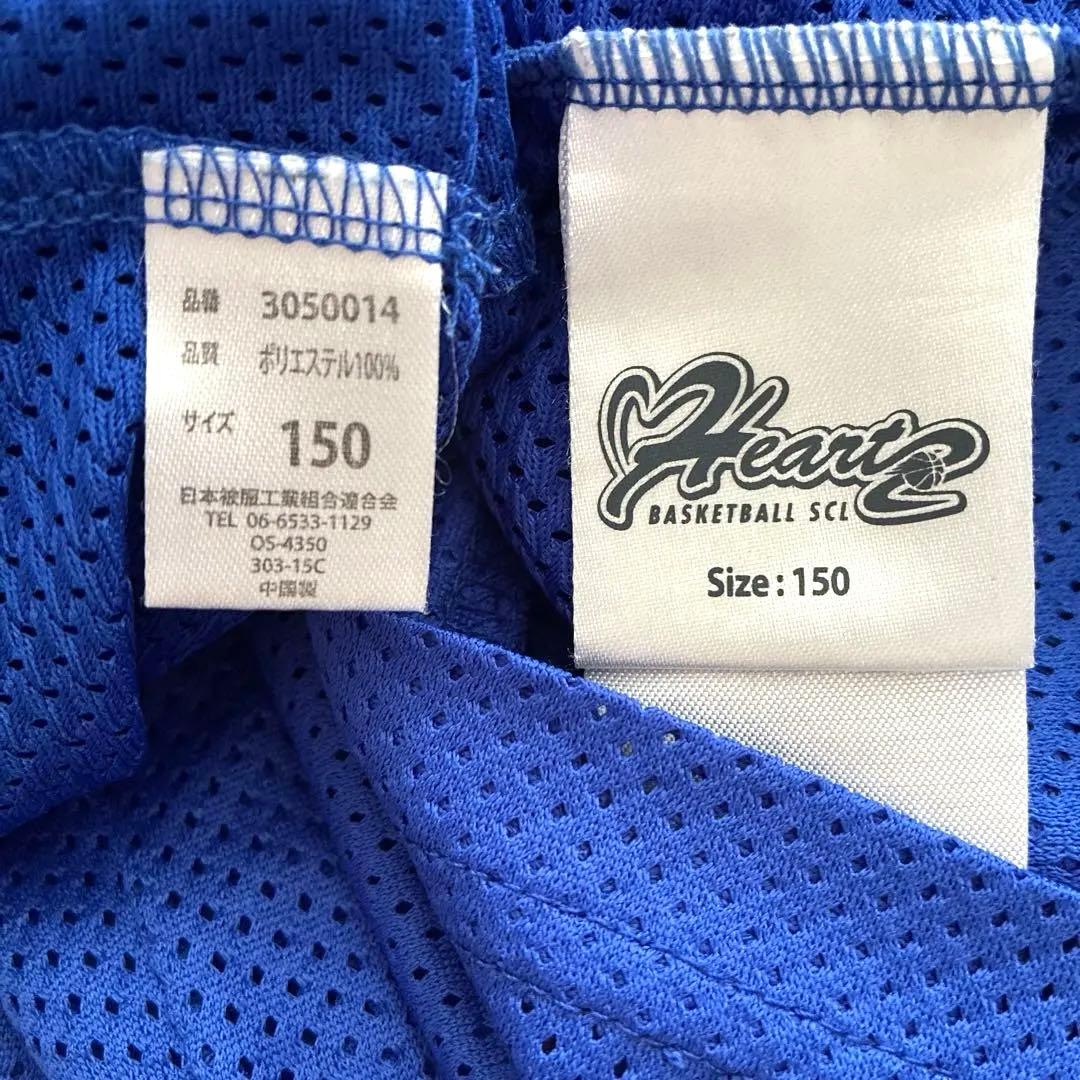 品番 3050014
品質 ポリエステル100%
サイズ 150
日本被服工業組合連合会
TEL 06-6533-1129
OS-4350
303-15C
中国製
HeartZ
BASKETBALL SCL
Size : 150